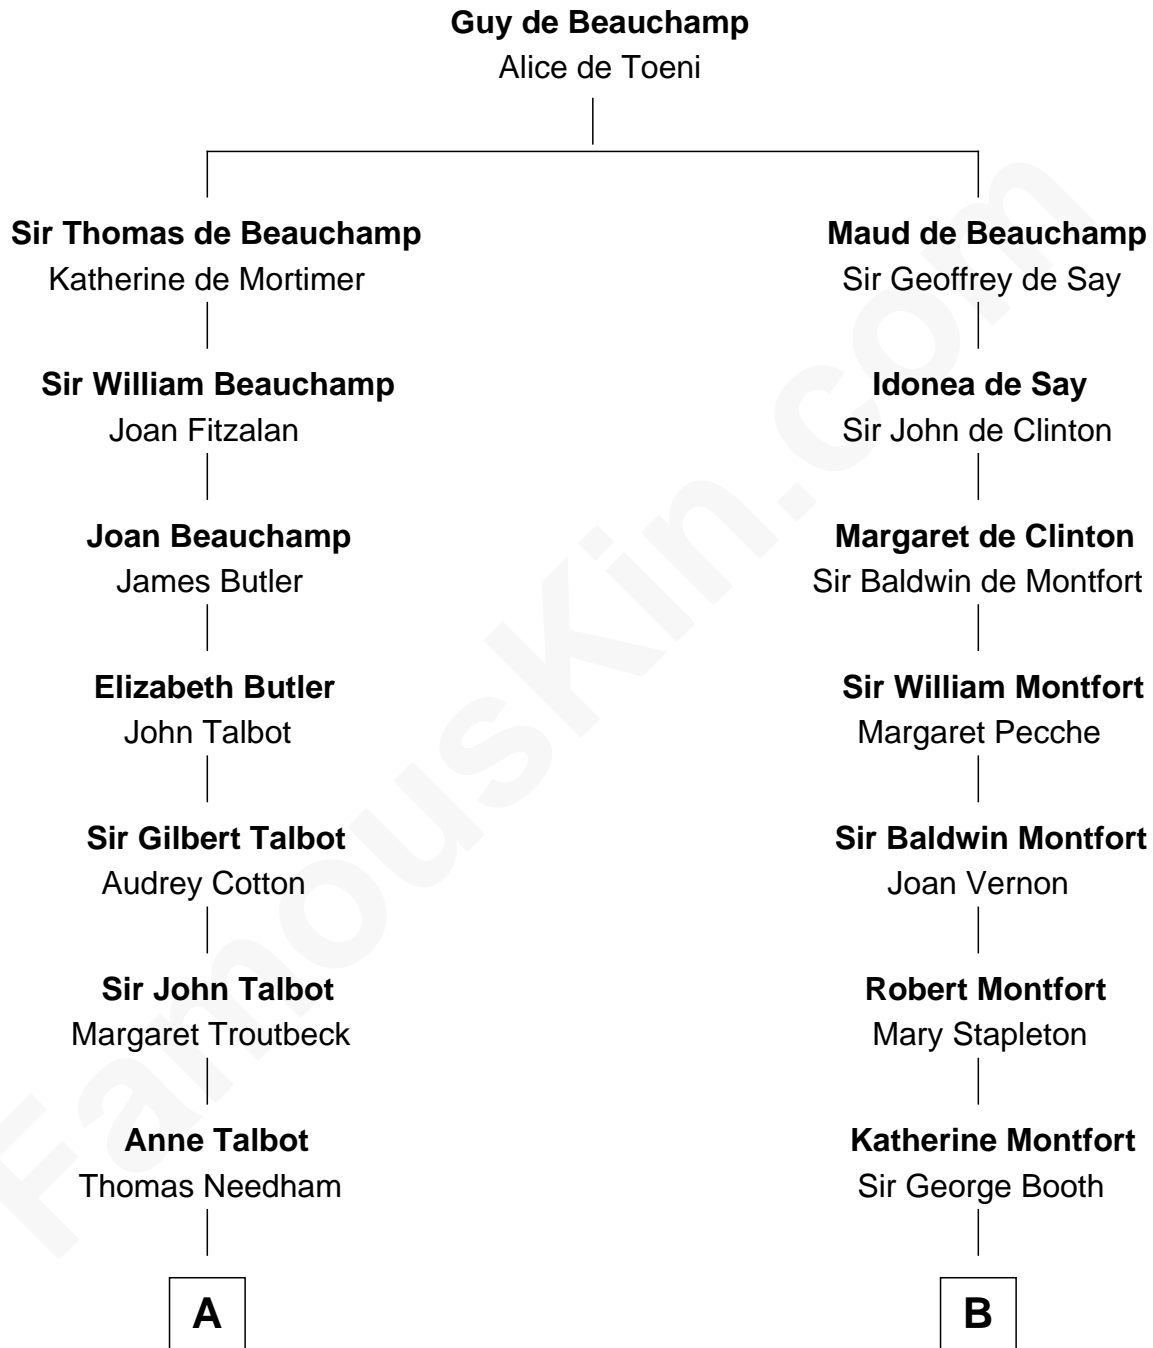 Guy de Beauchamp
Alice de Toeni
Sir Thomas de Beauchamp
Katherine de Mortimer
Maud de Beauchamp
Sir Geoffrey de Say
Sir William Beauchamp
Joan Fitzalan
Idonea de Say
Sir John de Clinton
Joan Beauchamp
James Butler
Margaret de Clinton
Sir Baldwin de Montfort
Elizabeth Butler
John Talbot
Sir William Montfort
Margaret Pecche
Sir Gilbert Talbot
Audrey Cotton
Sir Baldwin Montfort
Joan Vernon
Sir John Talbot
Margaret Troutbeck
Robert Montfort
Mary Stapleton
Anne Talbot
Thomas Needham
Katherine Montfort
Sir George Booth
A
B
FamousKin.com